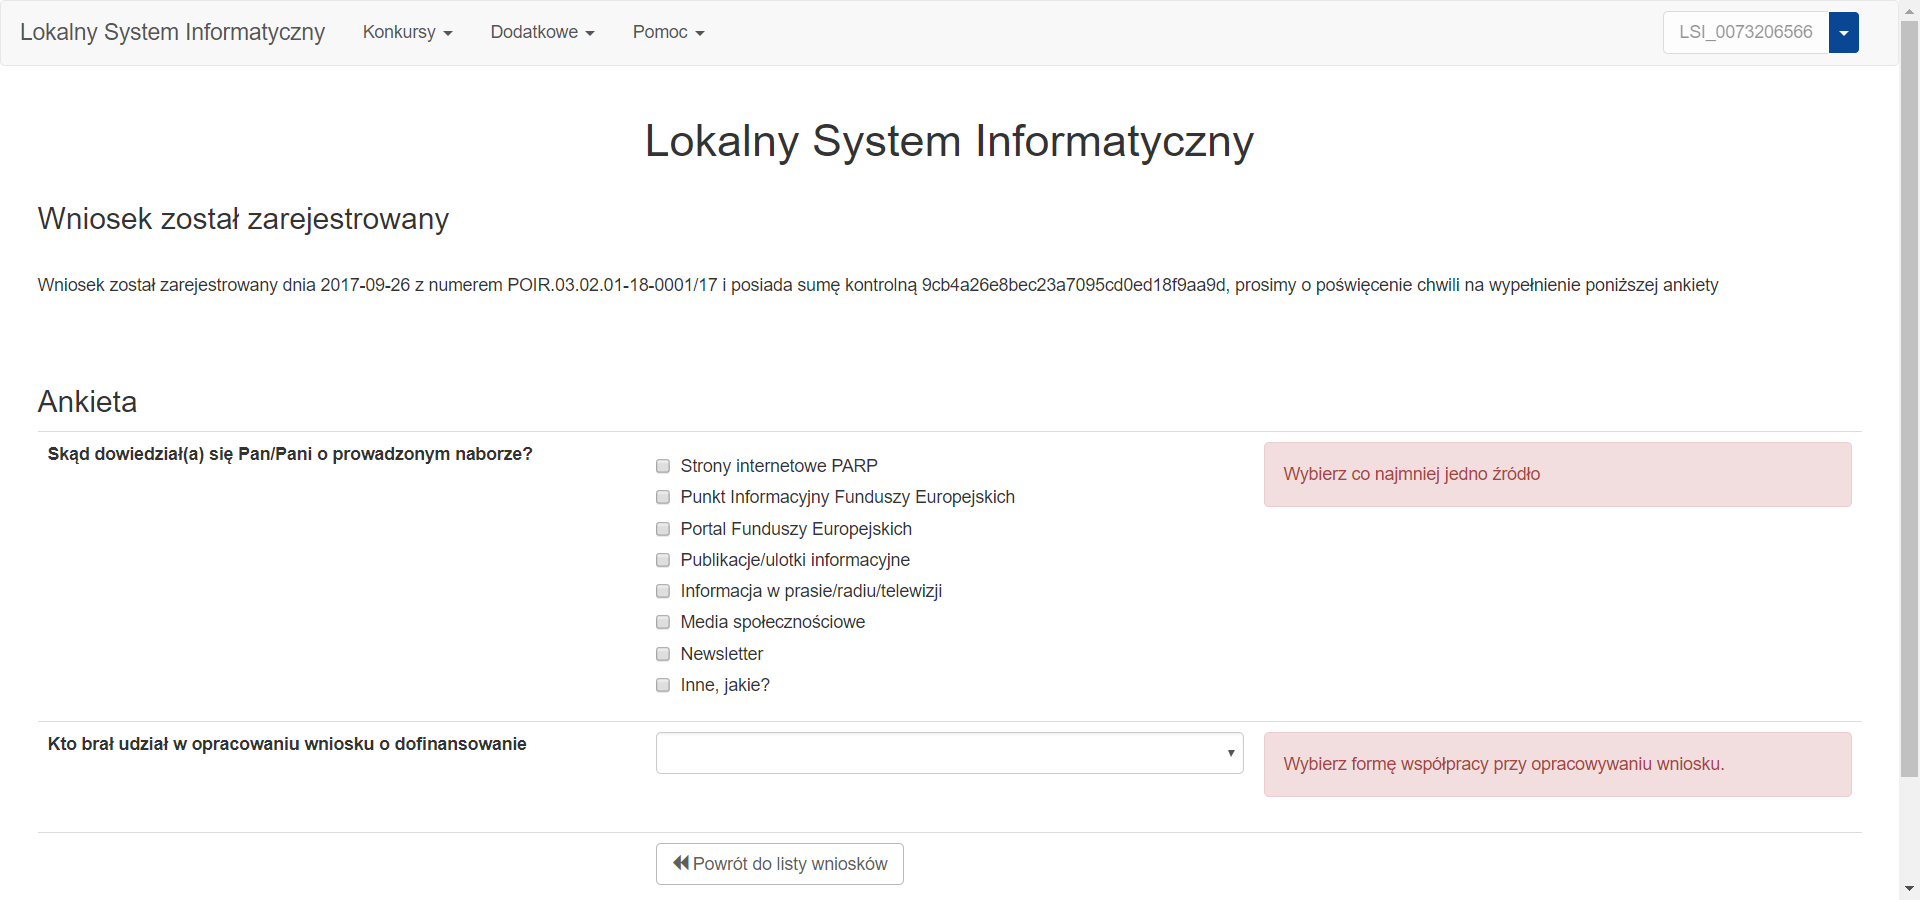 Lokalny System Informatyczny Konkursy Dodatkowe Pomoc LSI_0073206566
Lokalny System Informatyczny
Wniosek został zarejestrowany
Wniosek został zarejestrowany dnia 2017-09-26 z numerem POIR.03.02.01-18-0001/17 i posiada sumę kontrolną 9cb4a26e8bec23a7095cd0ed18f9aa9d, prosimy o poświęcenie chwili na wypełnienie poniższej ankiety
Ankieta
Skąd dowiedział(a) się Pan/Pani o prowadzonym naborze?
Strony internetowe PARP
Punkt Informacyjny Funduszy Europejskich
Portal Funduszy Europejskich
Publikacje/ulotki informacyjne
Informacja w prasie/radiu/telewizji
Media społecznościowe
Newsletter
Inne, jakie?
Wybierz co najmniej jedno źródło
Kto brał udział w opracowaniu wniosku o dofinansowanie
Wybierz formę współpracy przy opracowywaniu wniosku.
Powrót do listy wniosków